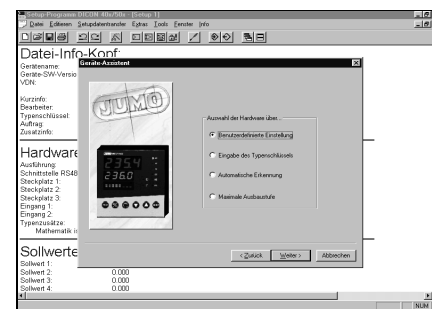 Setup-Programm DICON 40x/50x - [Setup 1]
Datei Editieren Setupdatentransfer Extras Tools Fenster Info
Datei-Info-Kopf:
Gerätename:
Geräte-SW-Versio
VDN:
Kurzinfo:
Bearbeiter:
Typenschlüssel:
Auftrag:
Zusatzinfo:
Hardware
Ausführung:
Schnittstelle RS48
Steckplatz 1:
Steckplatz 2:
Steckplatz 3:
Eingang 1:
Eingang 2:
Typenzusätze:
Mathematik i
Sollwerte
Sollwert 1:
Sollwert 2: 0.000
Sollwert 3: 0.000
Sollwert 4: 0.000
Geräte-Assistent
JUMO
2354
2360
Auswahl der Hardware über...
Benutzerdefinierte Einstellung
Eingabe des Typenschlüssels
Automatische Erkennung
Maximale Ausbaustufe
< Zurück
Weiter >
Abbrechen
NUM